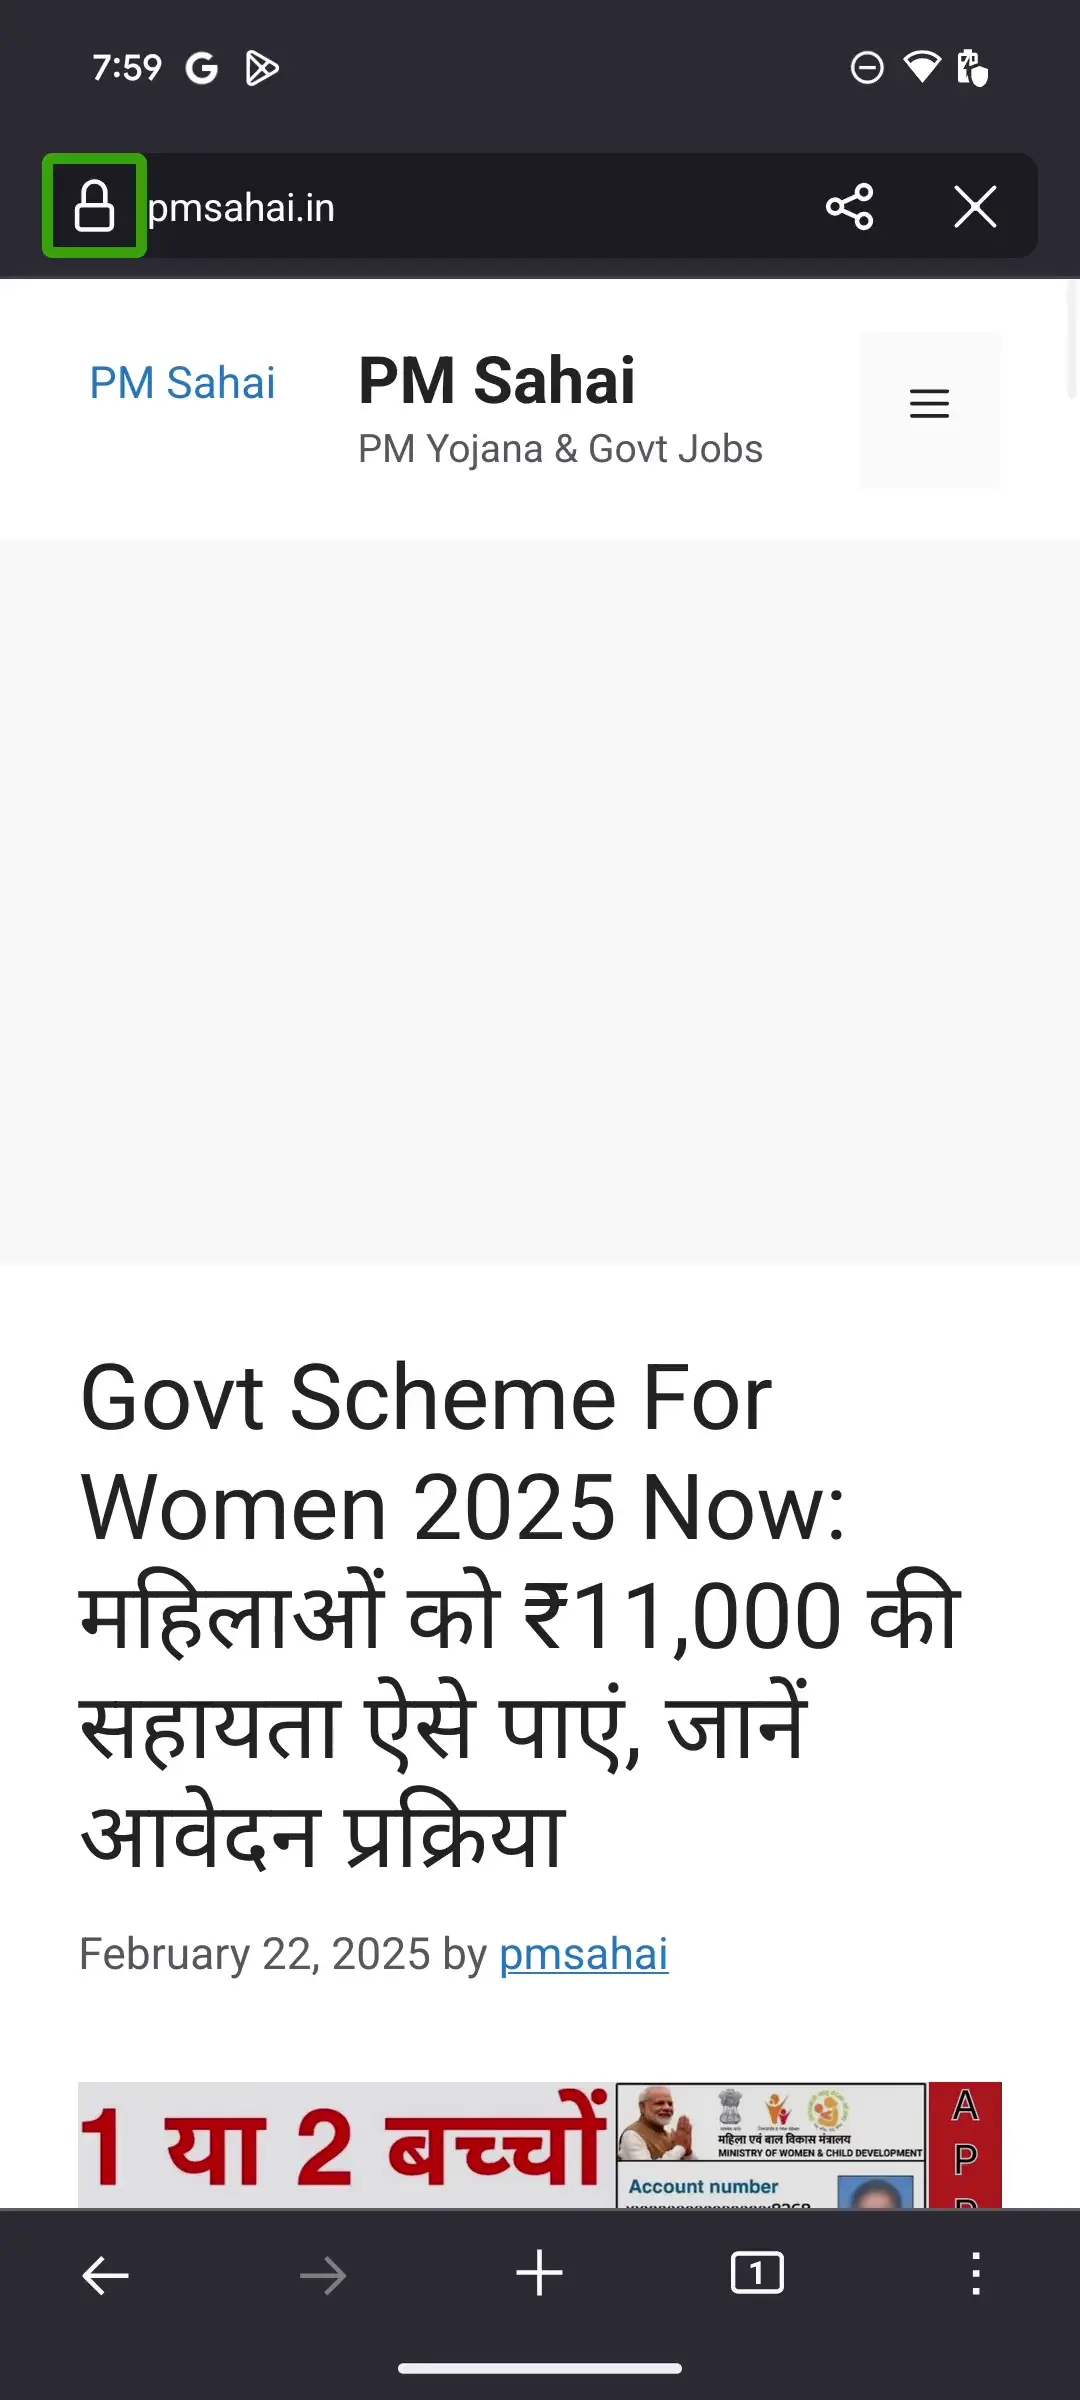 7:59
pmsahai.in
PM Sahai
PM Sahai
PM Yojana & Govt Jobs
Govt Scheme For
Women 2025 Now:
महिलाओं को ₹11,000 की
सहायता ऐसे पाएं, जानें
आवेदन प्रक्रिया
February 22, 2025 by pmsahai
1 या 2 बच्चों
महिला एवं बाल विकास मंत्रालय
MINISTRY OF WOMEN & CHILD DEVELOPMENT
Account number
A
P
1